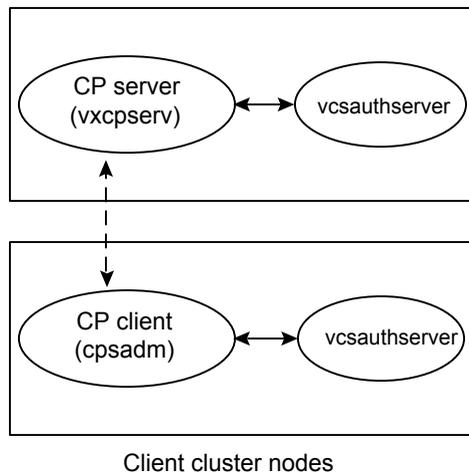 CP server
(vxcpserv)
vcsauthserver
CP client
(cpsadm)
vcsauthserver
Client cluster nodes